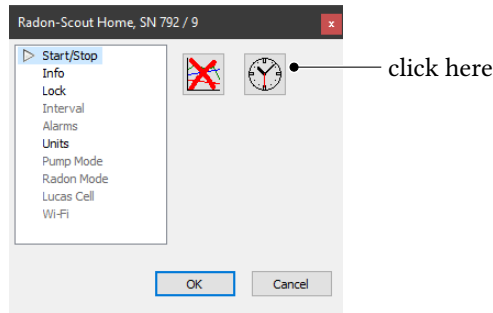 Radon-Scout Home, SN 792 / 9
x
Start/Stop
Info
Lock
Interval
Alarms
Units
Pump Mode
Radon Mode
Lucas Cell
Wi-Fi
click here
OK
Cancel